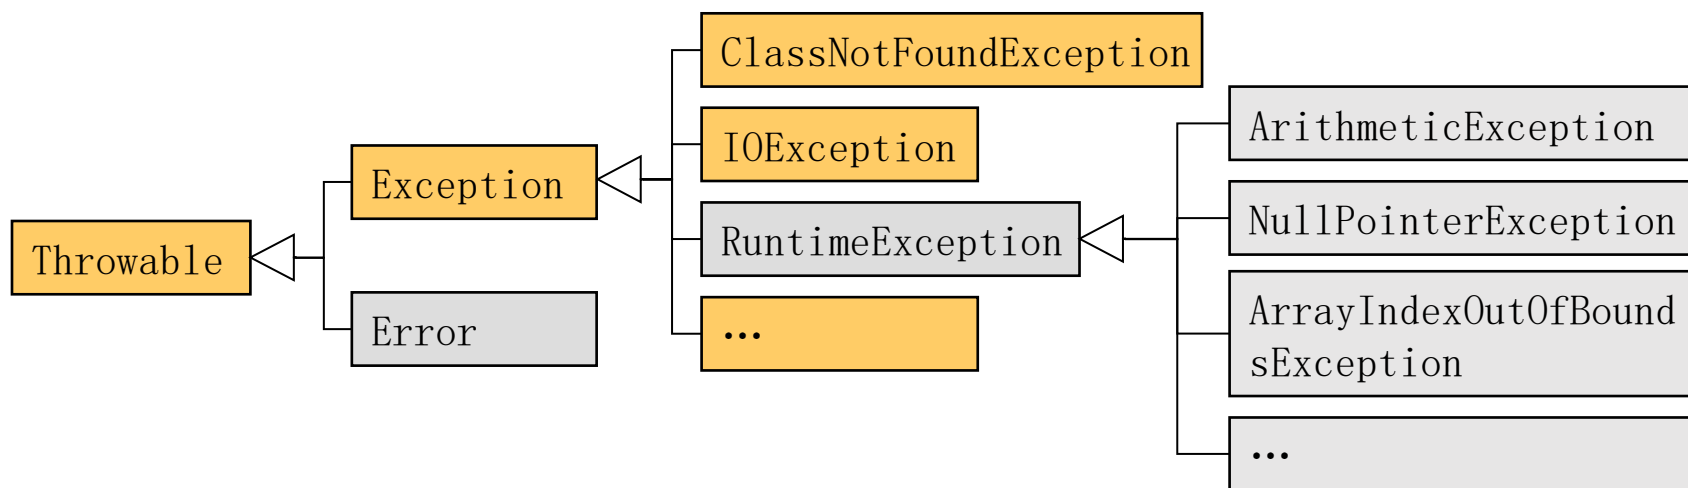 Throwable
Exception
Error
ClassNotFoundException
IOException
RuntimeException
…
ArithmeticException
NullPointerException
ArrayIndexOutOfBound
sException
…